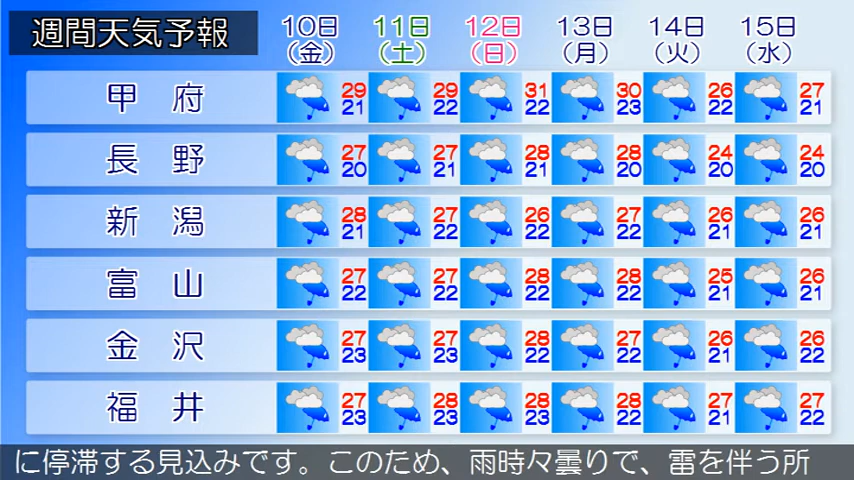 週間天気予報 10日 11日 12日 13日 14日 15日
(金) (土) (日) (月) (火) (水)
甲府 29 29 31 30 26 27
21 22 22 23 22 21
長野 27 27 28 28 24 24
20 21 21 20 20 20
新潟 28 27 26 27 26 26
21 22 22 22 21 21
富山 27 27 28 28 25 26
22 22 22 22 21 21
金沢 27 27 28 27 26 26
23 23 22 22 21 22
福井 27 28 28 28 27 27
23 23 23 22 21 22
に停滞する見込みです。このため、雨時々曇りで、雷を伴う所